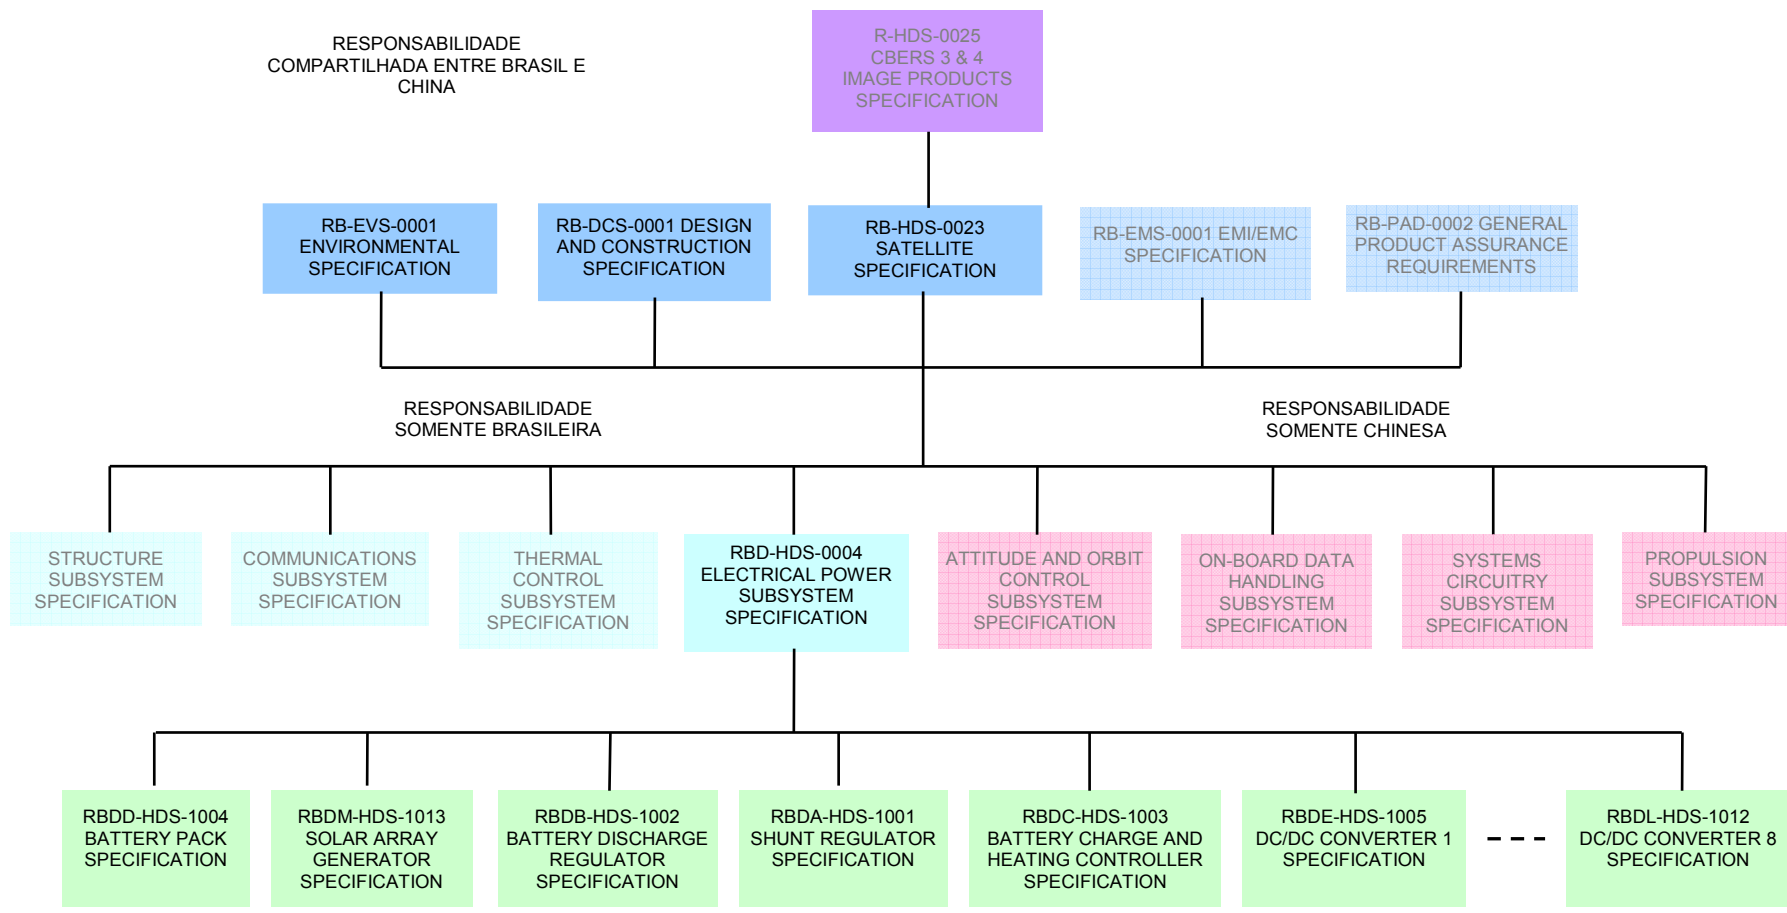 RESPONSABILIDADE
COMPARTILHADA ENTRE BRASIL E
CHINA
R-HDS-0025
CBERS 3 & 4
IMAGE PRODUCTS
SPECIFICATION
RB-EVS-0001
ENVIRONMENTAL
SPECIFICATION
RB-DCS-0001 DESIGN
AND CONSTRUCTION
SPECIFICATION
RB-HDS-0023
SATELLITE
SPECIFICATION
RB-EMS-0001 EMI/EMC
SPECIFICATION
RB-PAD-0002 GENERAL
PRODUCT ASSURANCE
REQUIREMENTS
RESPONSABILIDADE
SOMENTE BRASILEIRA
RESPONSABILIDADE
SOMENTE CHINESA
STRUCTURE
SUBSYSTEM
SPECIFICATION
COMMUNICATIONS
SUBSYSTEM
SPECIFICATION
THERMAL
CONTROL
SUBSYSTEM
SPECIFICATION
RBD-HDS-0004
ELECTRICAL POWER
SUBSYSTEM
SPECIFICATION
ATTITUDE AND ORBIT
CONTROL
SUBSYSTEM
SPECIFICATION
ON-BOARD DATA
HANDLING
SUBSYSTEM
SPECIFICATION
SYSTEMS
CIRCUITRY
SUBSYSTEM
SPECIFICATION
PROPULSION
SUBSYSTEM
SPECIFICATION
RBDD-HDS-1004
BATTERY PACK
SPECIFICATION
RBDM-HDS-1013
SOLAR ARRAY
GENERATOR
SPECIFICATION
RBDB-HDS-1002
BATTERY DISCHARGE
REGULATOR
SPECIFICATION
RBDA-HDS-1001
SHUNT REGULATOR
SPECIFICATION
RBDC-HDS-1003
BATTERY CHARGE AND
HEATING CONTROLLER
SPECIFICATION
RBDE-HDS-1005
DC/DC CONVERTER 1
SPECIFICATION
RBDL-HDS-1012
DC/DC CONVERTER 8
SPECIFICATION